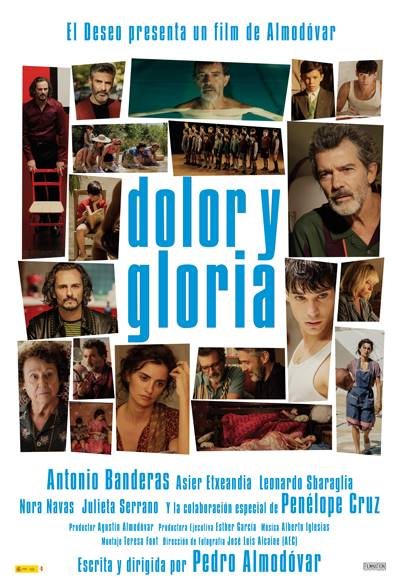 El Deseo presenta un film de Almodóvar
dolor y
gloria
Antonio Banderas Asier Etxeandia Leonardo Sbaraglia
Nora Navas Julieta Serrano Y la colaboración especial de Penélope Cruz
Productor Agustín Almodóvar Productora Ejecutiva Esther García Música Alberto Iglesias
Montaje Teresa Font Dirección de Fotografía José Luis Alcaine (AEC)
Escrita y dirigida por Pedro Almodóvar